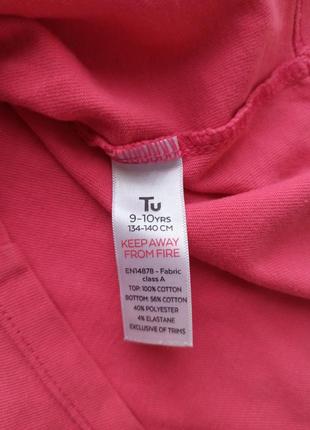 Tu
9-10YRS
134-140 CM
KEEP AWAY
FROM FIRE
EN14878 - Fabric
class A
TOP: 100% COTTON
BOTTOM: 56% COTTON
40% POLYESTER
4% ELASTANE
EXCLUSIVE OF TRIMS